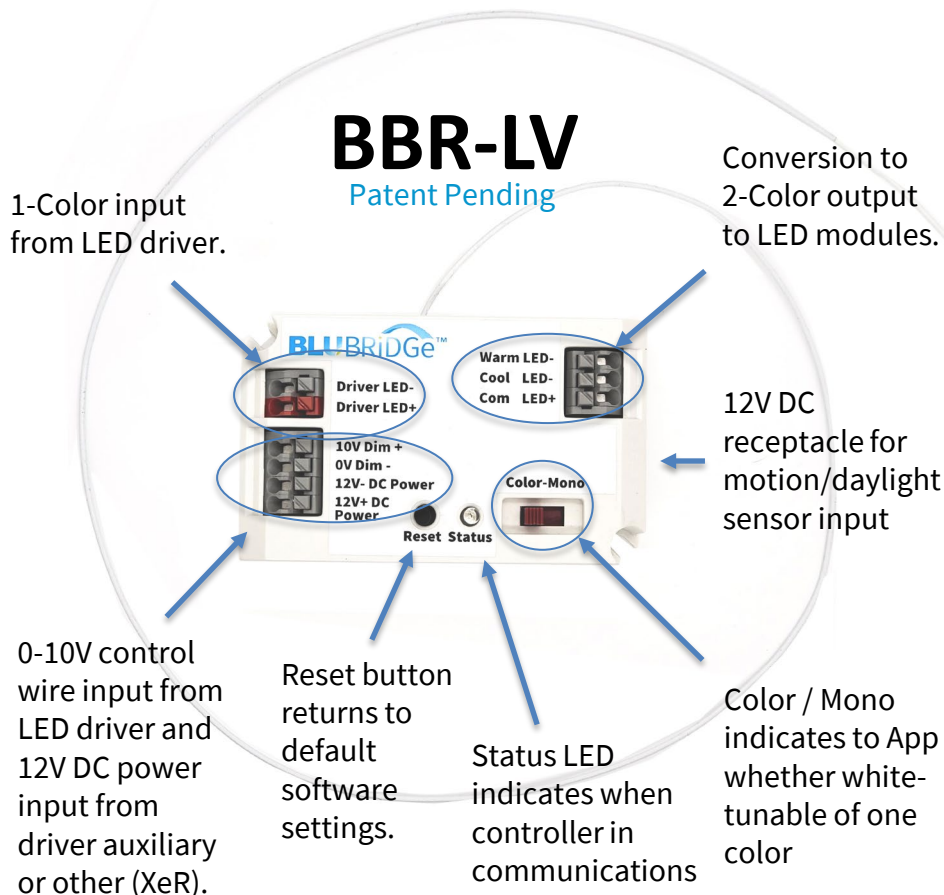 BBR-LV
Patent Pending
1-Color input
from LED driver.
Conversion to
2-Color output
to LED modules.
BLUBRIDGe™
Driver LED-
Driver LED+
10V Dim +
0V Dim -
12V- DC Power
12V+ DC
Power
Reset Status
Warm LED-
Cool LED-
Com LED+
Color-Mono
12V DC
receptacle for
motion/daylight
sensor input
0-10V control
wire input from
LED driver and
12V DC power
input from
driver auxiliary
or other (XeR).
Reset button
returns to
default
software
settings.
Status LED
indicates when
controller in
communications
Color / Mono
indicates to App
whether white-
tunable of one
color